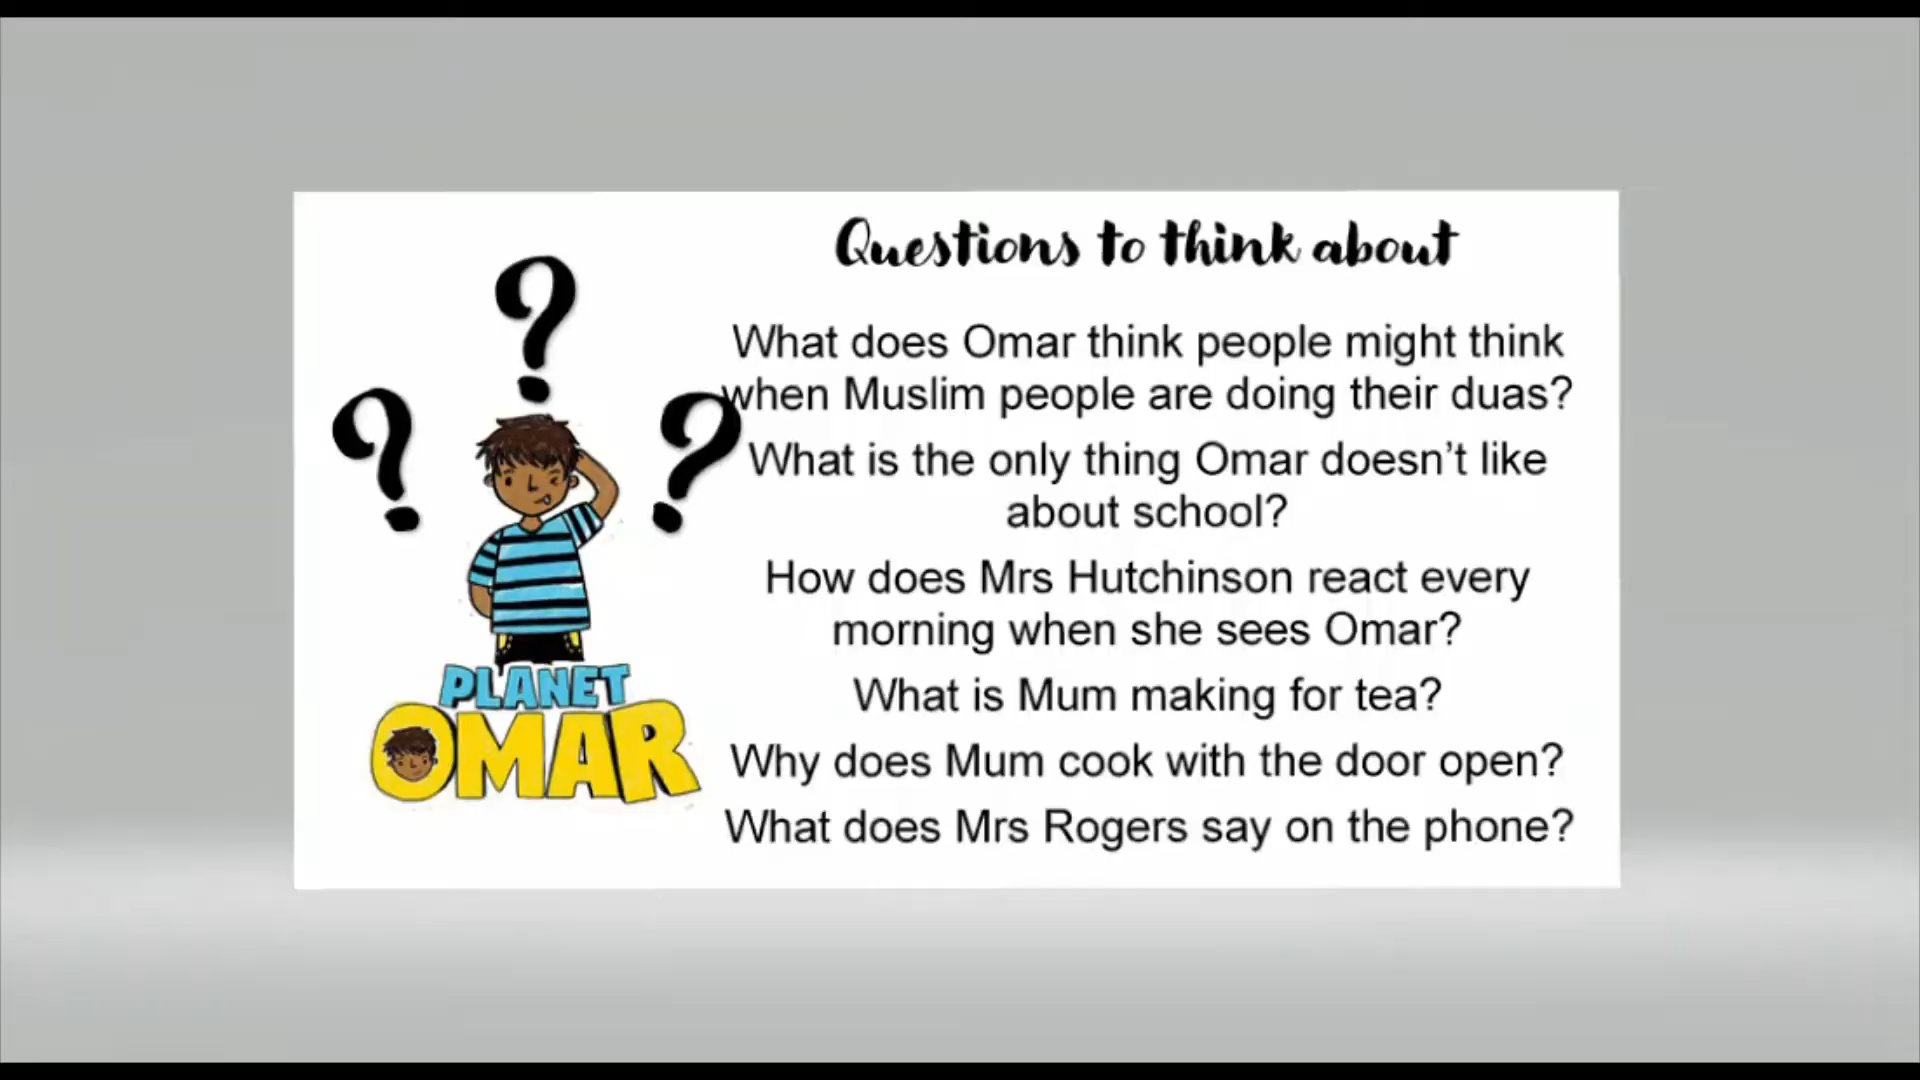 Questions to think about
What does Omar think people might think
when Muslim people are doing their duas?
What is the only thing Omar doesn’t like
about school?
How does Mrs Hutchinson react every
morning when she sees Omar?
What is Mum making for tea?
Why does Mum cook with the door open?
What does Mrs Rogers say on the phone?
? ? ?
PLANET
OMAR